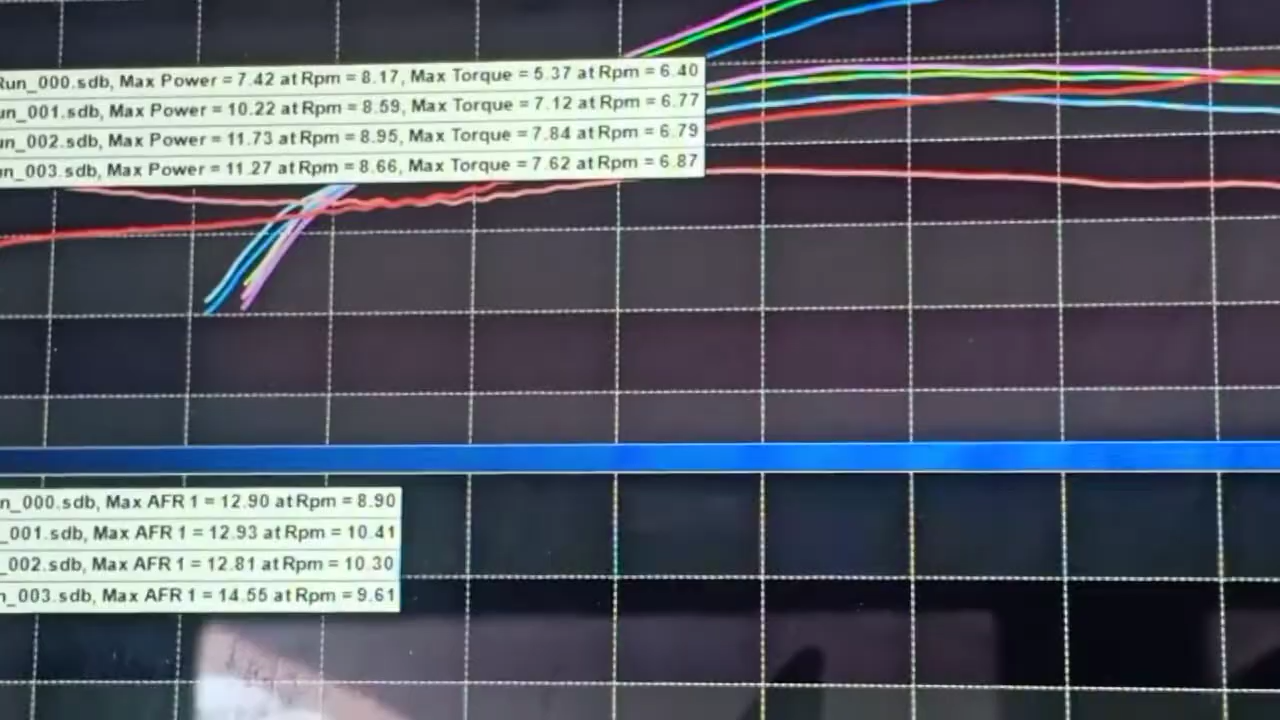 Run_000.sdb, Max Power = 7.42 at Rpm = 8.17, Max Torque = 5.37 at Rpm = 6.40
un_001.sdb, Max Power = 10.22 at Rpm = 8.59, Max Torque = 7.12 at Rpm = 6.77
un_002.sdb, Max Power = 11.73 at Rpm = 8.95, Max Torque = 7.84 at Rpm = 6.79
un_003.sdb, Max Power = 11.27 at Rpm = 8.66, Max Torque = 7.62 at Rpm = 6.87
n_000.sdb, Max AFR 1 = 12.90 at Rpm = 8.90
_001.sdb, Max AFR 1 = 12.93 at Rpm = 10.41
_002.sdb, Max AFR 1 = 12.81 at Rpm = 10.30
n_003.sdb, Max AFR 1 = 14.55 at Rpm = 9.61